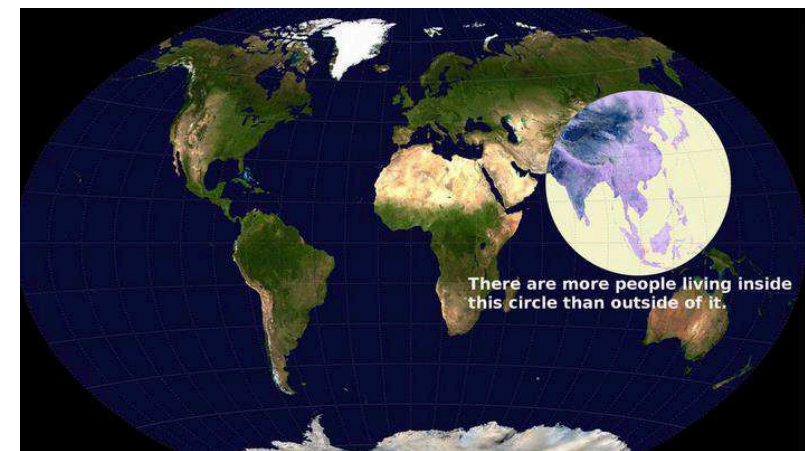 There are more people living inside
this circle than outside of it.